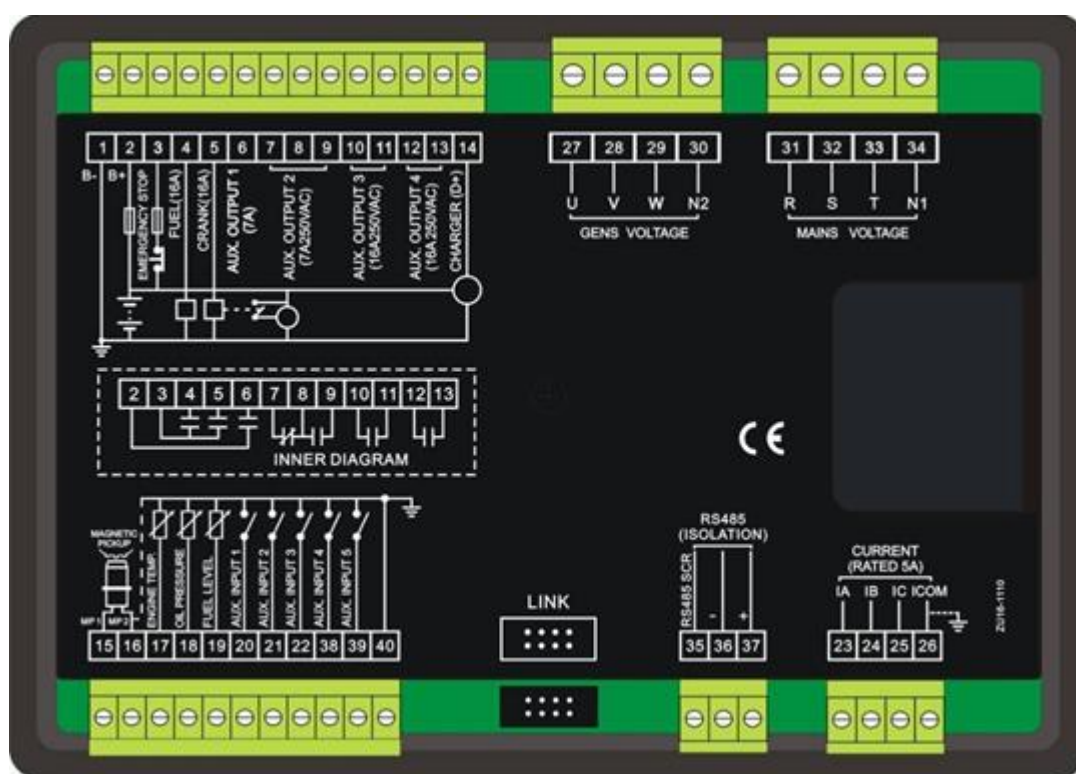 1 2 3 4 5 6 7 8 9 10 11 12 13 14
B- B+
EMERGENCY STOP
FUEL(16A)
CRANK(16A)
AUX. OUTPUT 1
(7A)
AUX. OUTPUT 2
(7A250VAC)
AUX. OUTPUT 3
(16A250VAC)
AUX. OUTPUT 4
(16A 250VAC)
CHARGER (D+)
27 28 29 30
U V W N2
GENS VOLTAGE
31 32 33 34
R S T N1
MAINS VOLTAGE
2 3 4 5 6 7 8 9 10 11 12 13
INNER DIAGRAM
CE
MAGNETIC
PICKUP
MP1 MP2
ENGINE TEMP.
OIL PRESSURE
FUEL LEVEL
AUX. INPUT 1
AUX. INPUT 2
AUX. INPUT 3
AUX. INPUT 4
AUX. INPUT 5
15 16 17 18 19 20 21 22 38 39 40
LINK
RS485
(ISOLATION)
RS485 SCR
- +
35 36 37
CURRENT
(RATED 5A)
IA IB IC ICOM
23 24 25 26
ZU16-1110